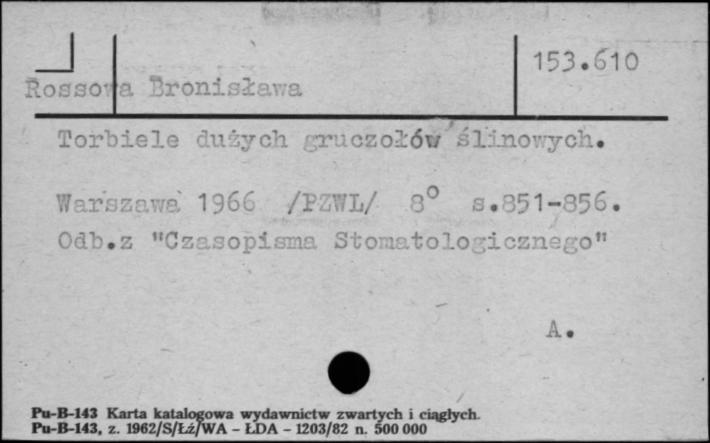 153.610
Rossowa Bronisława
Torbiele dużych gruczołów ślinowych.
Warszawa 1966 /PZWL/ 8° s.851-856.
Odb.z "Czasopisma Stomatologicznego"
A.
Pu-B-143 Karta katalogowa wydawnictw zwartych i ciągłych.
Pu-B-143, z. 1962/S/Łź/WA - ŁDA - 1203/82 n. 500 000